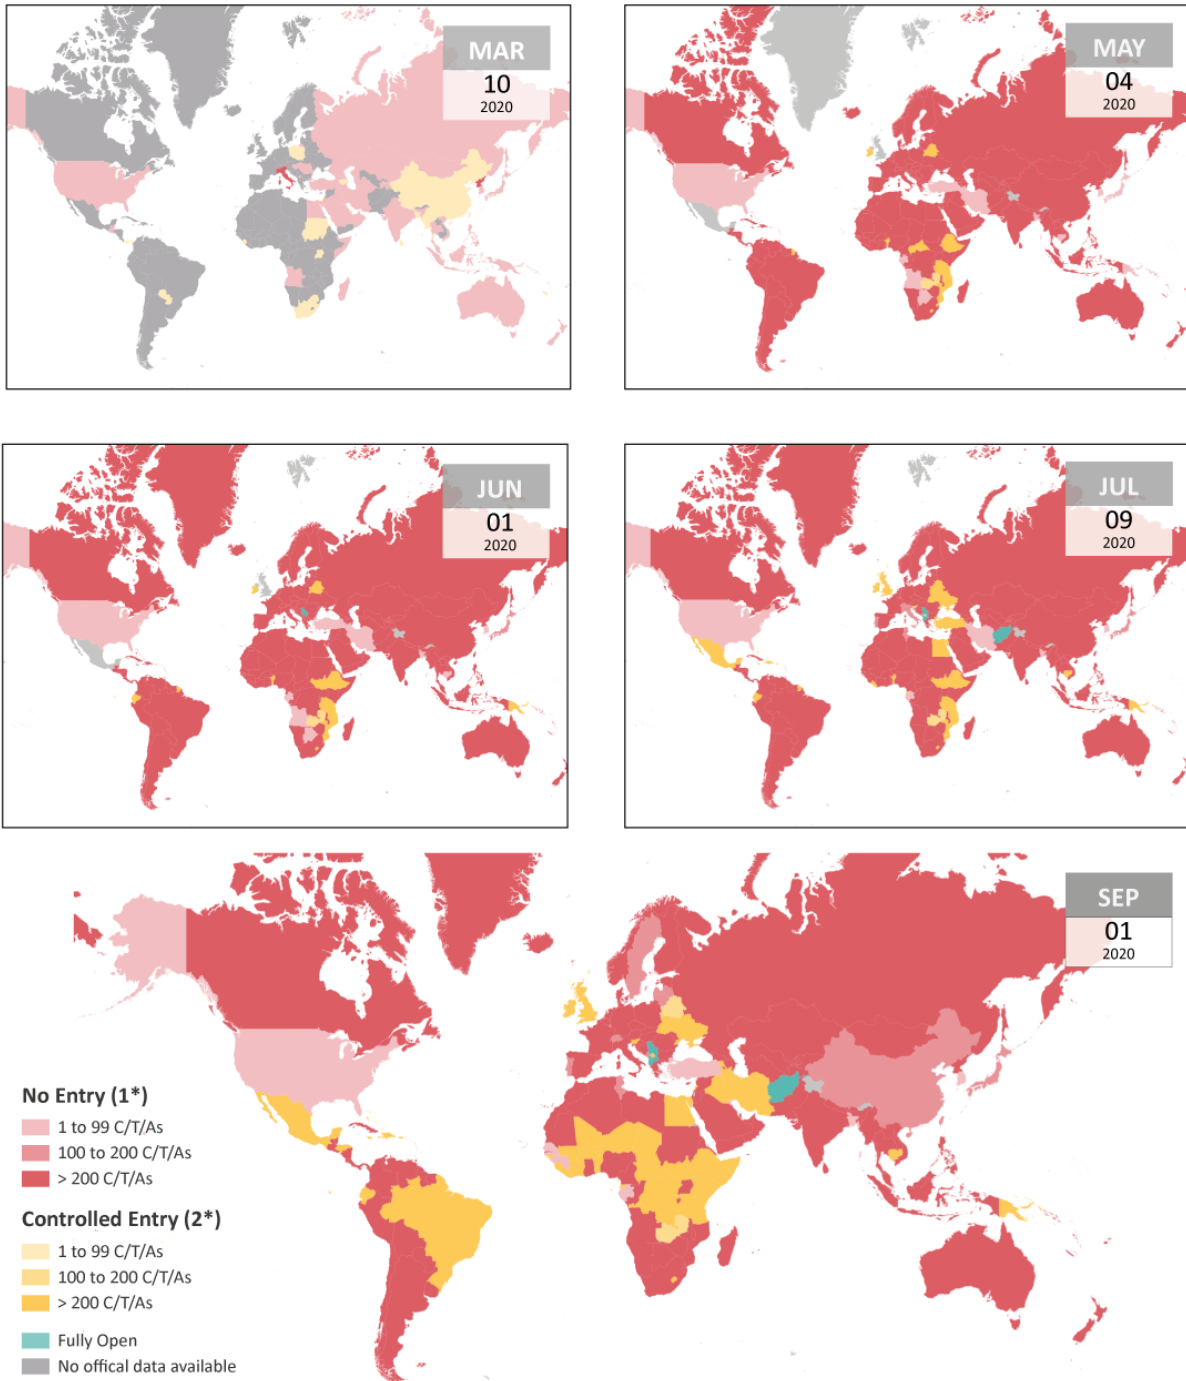 MAR
10
2020
MAY
04
2020
JUN
01
2020
JUL
09
2020
SEP
01
2020
No Entry (1*)
1 to 99 C/T/As
100 to 200 C/T/As
> 200 C/T/As
Controlled Entry (2*)
1 to 99 C/T/As
100 to 200 C/T/As
> 200 C/T/As
Fully Open
No offical data available